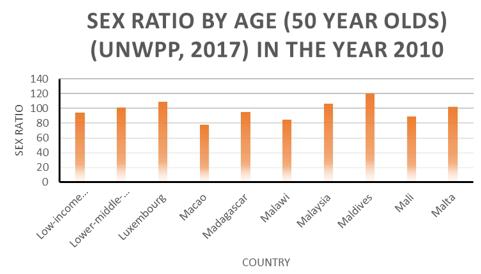 SEX RATIO BY AGE (50 YEAR OLDS)
(UNWPP, 2017) IN THE YEAR 2010
SEX RATIO
140
120
100
80
60
40
20
0
Low-income...
Lower-middle-...
Luxembourg
Macao
Madagascar
Malawi
Malaysia
Maldives
Mali
Malta
COUNTRY